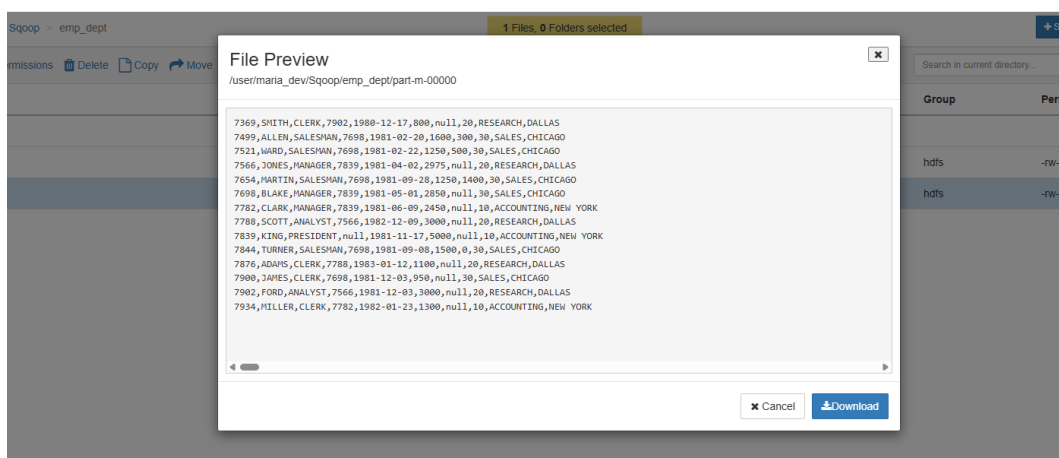 Sqoop > emp_dept
1 Files, 0 Folders selected
Delete Copy Move
Search in current directory...
File Preview
/user/maria_dev/Sqoop/emp_dept/part-m-00000
Group
7369,SMITH,CLERK,7902,1980-12-17,800,null,20,RESEARCH,DALLAS
7499,ALLEN,SALESMAN,7698,1981-02-20,1600,300,30,SALES,CHICAGO
7521,WARD,SALESMAN,7698,1981-02-22,1250,500,30,SALES,CHICAGO
7566,JONES,MANAGER,7839,1981-04-02,2975,null,20,RESEARCH,DALLAS
7654,MARTIN,SALESMAN,7698,1981-09-28,1250,1400,30,SALES,CHICAGO
7698,BLAKE,MANAGER,7839,1981-05-01,2850,null,30,SALES,CHICAGO
7782,CLARK,MANAGER,7839,1981-06-09,2450,null,10,ACCOUNTING,NEW YORK
7788,SCOTT,ANALYST,7566,1982-12-09,3000,null,20,RESEARCH,DALLAS
7839,KING,PRESIDENT,null,1981-11-17,5000,null,10,ACCOUNTING,NEW YORK
7844,TURNER,SALESMAN,7698,1981-09-08,1500,0,30,SALES,CHICAGO
7876,ADAMS,CLERK,7788,1983-01-12,1100,null,20,RESEARCH,DALLAS
7900,JAMES,CLERK,7698,1981-12-03,950,null,30,SALES,CHICAGO
7902,FORD,ANALYST,7566,1981-12-03,3000,null,20,RESEARCH,DALLAS
7934,MILLER,CLERK,7782,1982-01-23,1300,null,10,ACCOUNTING,NEW YORK
hdfs -rw-
hdfs -rw-
Cancel Download